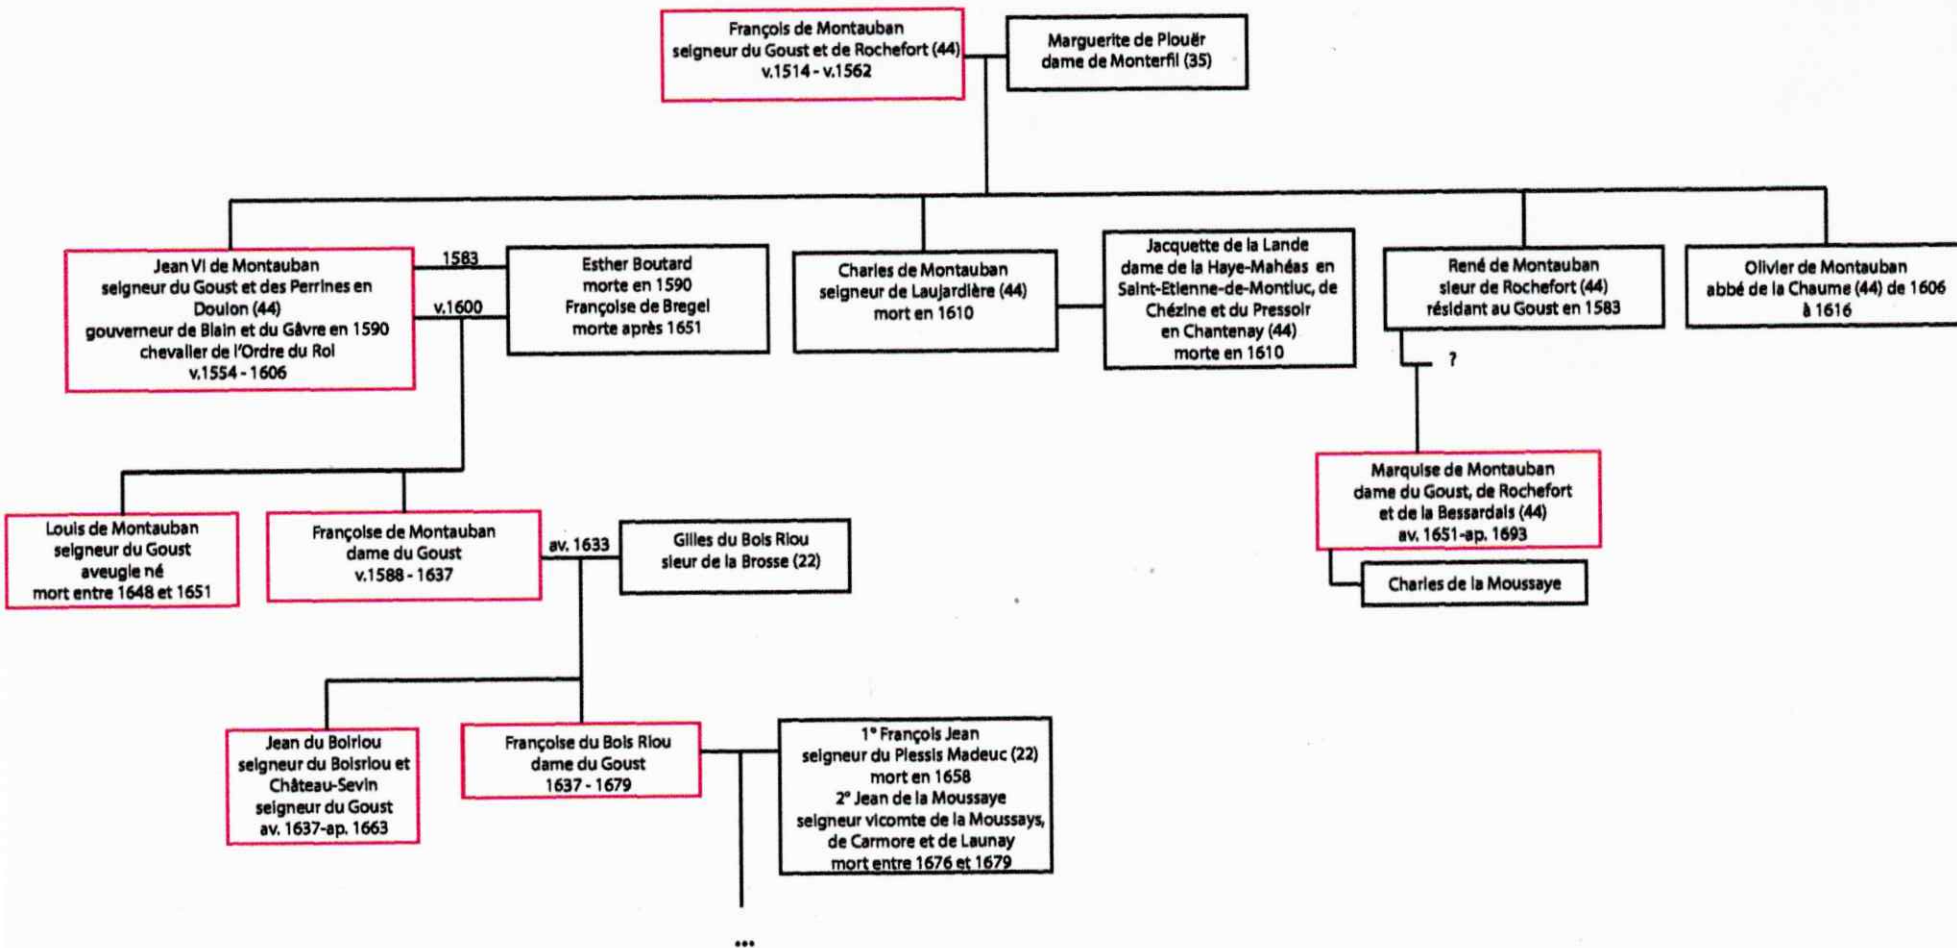 François de Montauban
seigneur du Goust et de Rochefort (44)
v.1514 - v.1562
Marguerite de Plouër
dame de Monterfil (35)
Jean VI de Montauban
seigneur du Goust et des Perrines en
Doulon (44)
gouverneur de Blain et du Gâvre en 1590
chevalier de l'Ordre du Roi
v.1554 - 1606
1583
v.1600
Esther Boutard
morte en 1590
Françoise de Bregel
morte après 1651
Charles de Montauban
seigneur de Laujardière (44)
mort en 1610
Jacquette de la Lande
dame de la Haye-Mahéas en
Saint-Etienne-de-Montluc, de
Chézine et du Pressoir
en Chantenay (44)
morte en 1610
René de Montauban
sieur de Rochefort (44)
résidant au Goust en 1583
?
Olivier de Montauban
abbé de la Chaume (44) de 1606
à 1616
Louis de Montauban
seigneur du Goust
aveugle né
mort entre 1648 et 1651
Françoise de Montauban
dame du Goust
v.1588 - 1637
av. 1633
Gilles du Bois Riou
sieur de la Brosse (22)
Marquise de Montauban
dame du Goust, de Rochefort
et de la Bessardais (44)
av. 1651-ap. 1693
Charles de la Moussaye
Jean du Boiriou
seigneur du Boisriou et
Château-Sevin
seigneur du Goust
av. 1637-ap. 1663
Françoise du Bois Riou
dame du Goust
1637 - 1679
1° François Jean
seigneur du Plessis Madeuc (22)
mort en 1658
2° Jean de la Moussaye
seigneur vicomte de la Moussays,
de Carmore et de Launay
mort entre 1676 et 1679
...